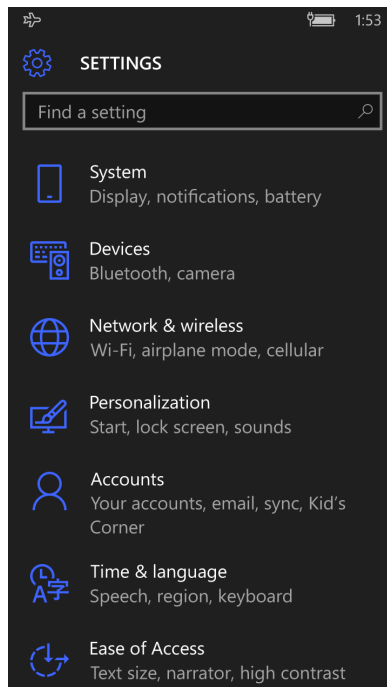 1:53
SETTINGS
Find a setting
System
Display, notifications, battery
Devices
Bluetooth, camera
Network & wireless
Wi-Fi, airplane mode, cellular
Personalization
Start, lock screen, sounds
Accounts
Your accounts, email, sync, Kid's
Corner
Time & language
Speech, region, keyboard
Ease of Access
Text size, narrator, high contrast